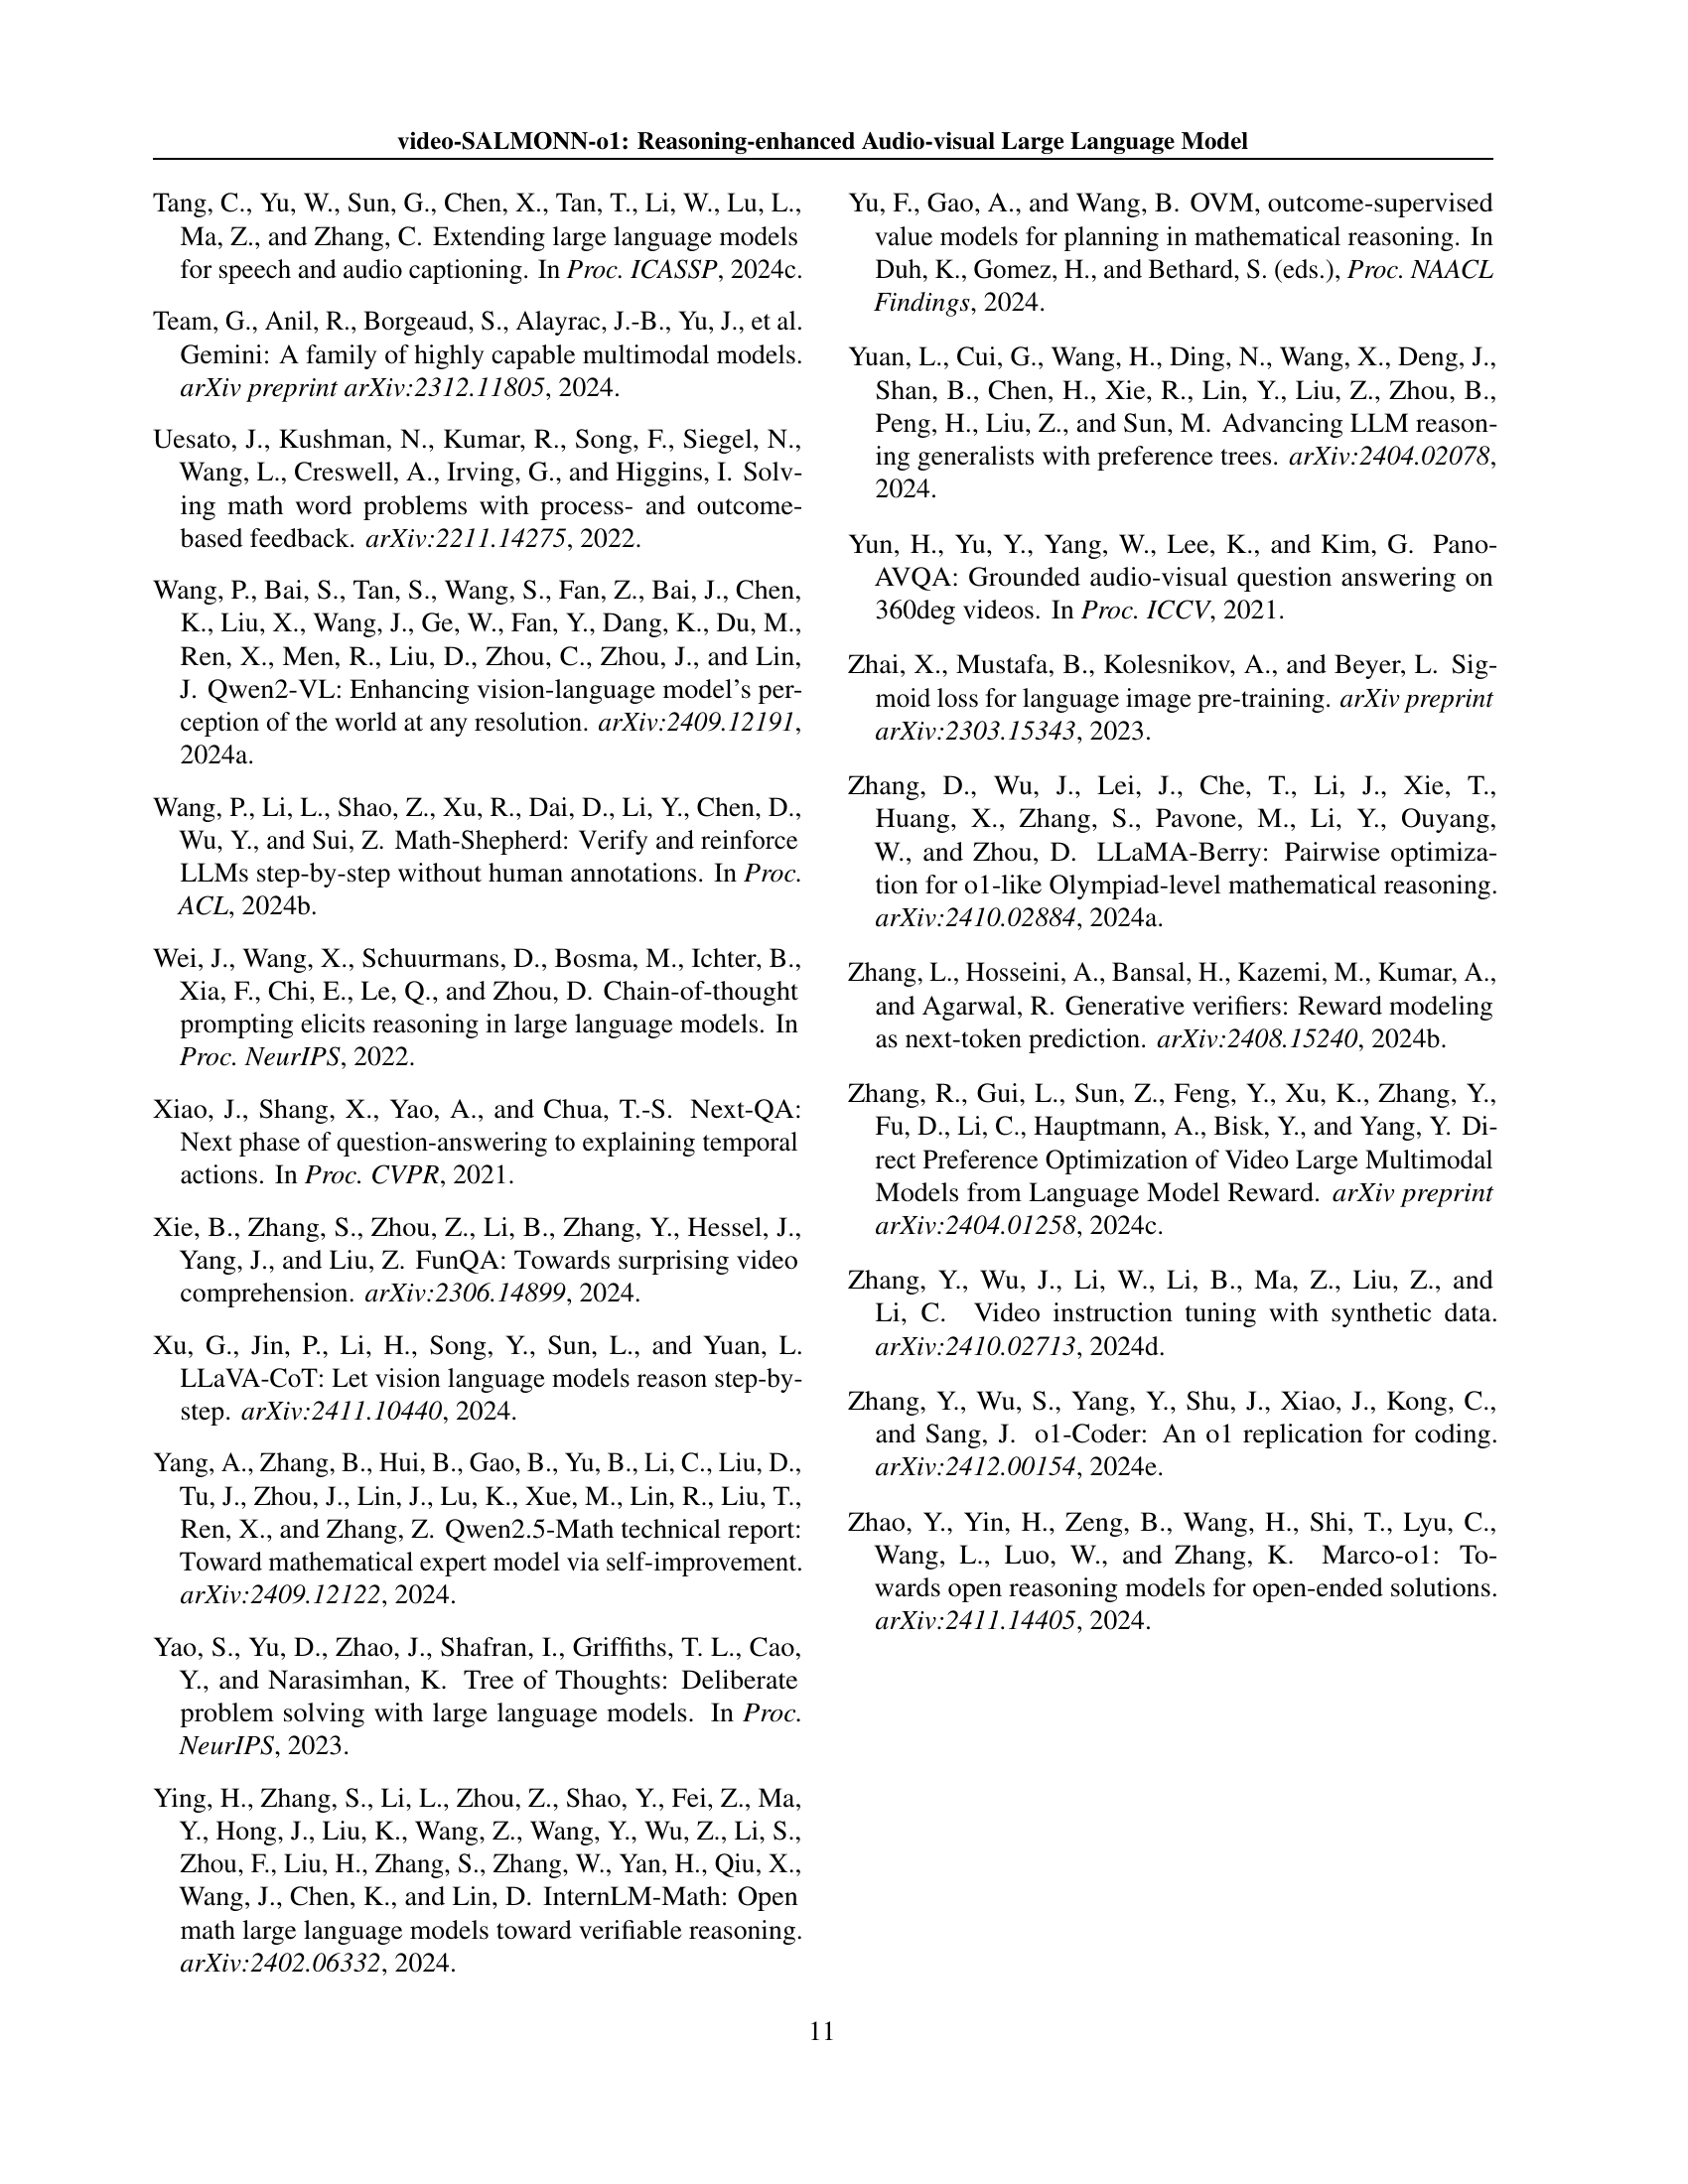 video-SALMONN-o1: Reasoning-enhanced Audio-visual Large Language Model
Tang, C., Yu, W., Sun, G., Chen, X., Tan, T., Li, W., Lu, L.,
Ma, Z., and Zhang, C. Extending large language models
for speech and audio captioning. In Proc. ICASSP, 2024c.
Team, G., Anil, R., Borgeaud, S., Alayrac, J.-B., Yu, J., et al.
Gemini: A family of highly capable multimodal models.
arXiv preprint arXiv:2312.11805, 2024.
Uesato, J., Kushman, N., Kumar, R., Song, F., Siegel, N.,
Wang, L., Creswell, A., Irving, G., and Higgins, I. Solv-
ing math word problems with process- and outcome-
based feedback. arXiv:2211.14275, 2022.
Wang, P., Bai, S., Tan, S., Wang, S., Fan, Z., Bai, J., Chen,
K., Liu, X., Wang, J., Ge, W., Fan, Y., Dang, K., Du, M.,
Ren, X., Men, R., Liu, D., Zhou, C., Zhou, J., and Lin,
J. Qwen2-VL: Enhancing vision-language model's per-
ception of the world at any resolution. arXiv:2409.12191,
2024a.
Wang, P., Li, L., Shao, Z., Xu, R., Dai, D., Li, Y., Chen, D.,
Wu, Y., and Sui, Z. Math-Shepherd: Verify and reinforce
LLMs step-by-step without human annotations. In Proc.
ACL, 2024b.
Wei, J., Wang, X., Schuurmans, D., Bosma, M., Ichter, B.,
Xia, F., Chi, E., Le, Q., and Zhou, D. Chain-of-thought
prompting elicits reasoning in large language models. In
Proc. NeurIPS, 2022.
Xiao, J., Shang, X., Yao, A., and Chua, T.-S. Next-QA:
Next phase of question-answering to explaining temporal
actions. In Proc. CVPR, 2021.
Xie, B., Zhang, S., Zhou, Z., Li, B., Zhang, Y., Hessel, J.,
Yang, J., and Liu, Z. FunQA: Towards surprising video
comprehension. arXiv:2306.14899, 2024.
Xu, G., Jin, P., Li, H., Song, Y., Sun, L., and Yuan, L.
LLaVA-CoT: Let vision language models reason step-by-
step. arXiv:2411.10440, 2024.
Yang, A., Zhang, B., Hui, B., Gao, B., Yu, B., Li, C., Liu, D.,
Tu, J., Zhou, J., Lin, J., Lu, K., Xue, M., Lin, R., Liu, T.,
Ren, X., and Zhang, Z. Qwen2.5-Math technical report:
Toward mathematical expert model via self-improvement.
arXiv:2409.12122, 2024.
Yao, S., Yu, D., Zhao, J., Shafran, I., Griffiths, T. L., Cao,
Y., and Narasimhan, K. Tree of Thoughts: Deliberate
problem solving with large language models. In Proc.
NeurIPS, 2023.
Ying, H., Zhang, S., Li, L., Zhou, Z., Shao, Y., Fei, Z., Ma,
Y., Hong, J., Liu, K., Wang, Z., Wang, Y., Wu, Z., Li, S.,
Zhou, F., Liu, H., Zhang, S., Zhang, W., Yan, H., Qiu, X.,
Wang, J., Chen, K., and Lin, D. InternLM-Math: Open
math large language models toward verifiable reasoning.
arXiv:2402.06332, 2024.
Yu, F., Gao, A., and Wang, B. OVM, outcome-supervised
value models for planning in mathematical reasoning. In
Duh, K., Gomez, H., and Bethard, S. (eds.), Proc. NAACL
Findings, 2024.
Yuan, L., Cui, G., Wang, H., Ding, N., Wang, X., Deng, J.,
Shan, B., Chen, H., Xie, R., Lin, Y., Liu, Z., Zhou, B.,
Peng, H., Liu, Z., and Sun, M. Advancing LLM reason-
ing generalists with preference trees. arXiv:2404.02078,
2024.
Yun, H., Yu, Y., Yang, W., Lee, K., and Kim, G. Pano-
AVQA: Grounded audio-visual question answering on
360deg videos. In Proc. ICCV, 2021.
Zhai, X., Mustafa, B., Kolesnikov, A., and Beyer, L. Sig-
moid loss for language image pre-training. arXiv preprint
arXiv:2303.15343, 2023.
Zhang, D., Wu, J., Lei, J., Che, T., Li, J., Xie, T.,
Huang, X., Zhang, S., Pavone, M., Li, Y., Ouyang,
W., and Zhou, D. LLaMA-Berry: Pairwise optimiza-
tion for o1-like Olympiad-level mathematical reasoning.
arXiv:2410.02884, 2024a.
Zhang, L., Hosseini, A., Bansal, H., Kazemi, M., Kumar, A.,
and Agarwal, R. Generative verifiers: Reward modeling
as next-token prediction. arXiv:2408.15240, 2024b.
Zhang, R., Gui, L., Sun, Z., Feng, Y., Xu, K., Zhang, Y.,
Fu, D., Li, C., Hauptmann, A., Bisk, Y., and Yang, Y. Di-
rect Preference Optimization of Video Large Multimodal
Models from Language Model Reward. arXiv preprint
arXiv:2404.01258, 2024c.
Zhang, Y., Wu, J., Li, W., Li, B., Ma, Z., Liu, Z., and
Li, C. Video instruction tuning with synthetic data.
arXiv:2410.02713, 2024d.
Zhang, Y., Wu, S., Yang, Y., Shu, J., Xiao, J., Kong, C.,
and Sang, J. o1-Coder: An o1 replication for coding.
arXiv:2412.00154, 2024e.
Zhao, Y., Yin, H., Zeng, B., Wang, H., Shi, T., Lyu, C.,
Wang, L., Luo, W., and Zhang, K. Marco-o1: To-
wards open reasoning models for open-ended solutions.
arXiv:2411.14405, 2024.
11